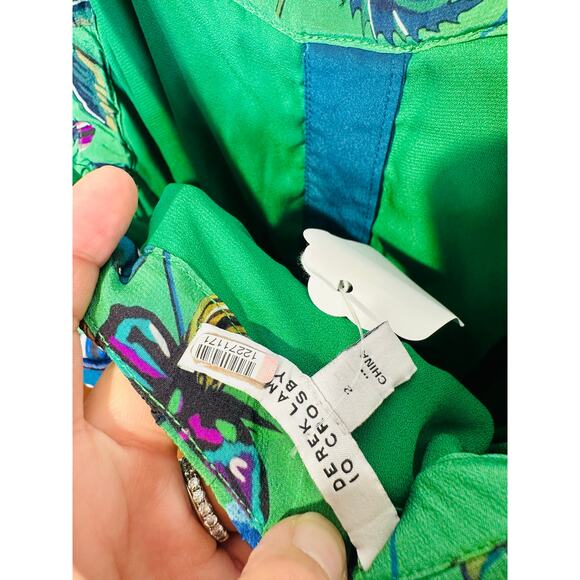 12271171
DEREK LAM
10 CROSBY
2
CHINA